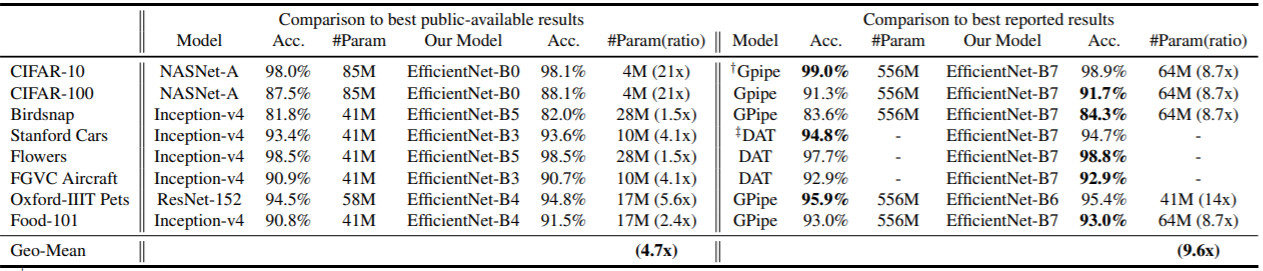 Comparison to best public-available results Comparison to best reported results
Model Acc. #Param Our Model Acc. #Param(ratio) Model Acc. #Param Our Model Acc. #Param(ratio)
CIFAR-10 NASNet-A 98.0% 85M EfficientNet-B0 98.1% 4M (21x) †Gpipe 99.0% 556M EfficientNet-B7 98.9% 64M (8.7x)
CIFAR-100 NASNet-A 87.5% 85M EfficientNet-B0 88.1% 4M (21x) Gpipe 91.3% 556M EfficientNet-B7 91.7% 64M (8.7x)
Birdsnap Inception-v4 81.8% 41M EfficientNet-B5 82.0% 28M (1.5x) GPipe 83.6% 556M EfficientNet-B7 84.3% 64M (8.7x)
Stanford Cars Inception-v4 93.4% 41M EfficientNet-B3 93.6% 10M (4.1x) ‡DAT 94.8% - EfficientNet-B7 94.7% -
Flowers Inception-v4 98.5% 41M EfficientNet-B5 98.5% 28M (1.5x) DAT 97.7% - EfficientNet-B7 98.8% -
FGVC Aircraft Inception-v4 90.9% 41M EfficientNet-B3 90.7% 10M (4.1x) DAT 92.9% - EfficientNet-B7 92.9% -
Oxford-IIIT Pets ResNet-152 94.5% 58M EfficientNet-B4 94.8% 17M (5.6x) GPipe 95.9% 556M EfficientNet-B6 95.4% 41M (14x)
Food-101 Inception-v4 90.8% 41M EfficientNet-B4 91.5% 17M (2.4x) GPipe 93.0% 556M EfficientNet-B7 93.0% 64M (8.7x)
Geo-Mean (4.7x) (9.6x)